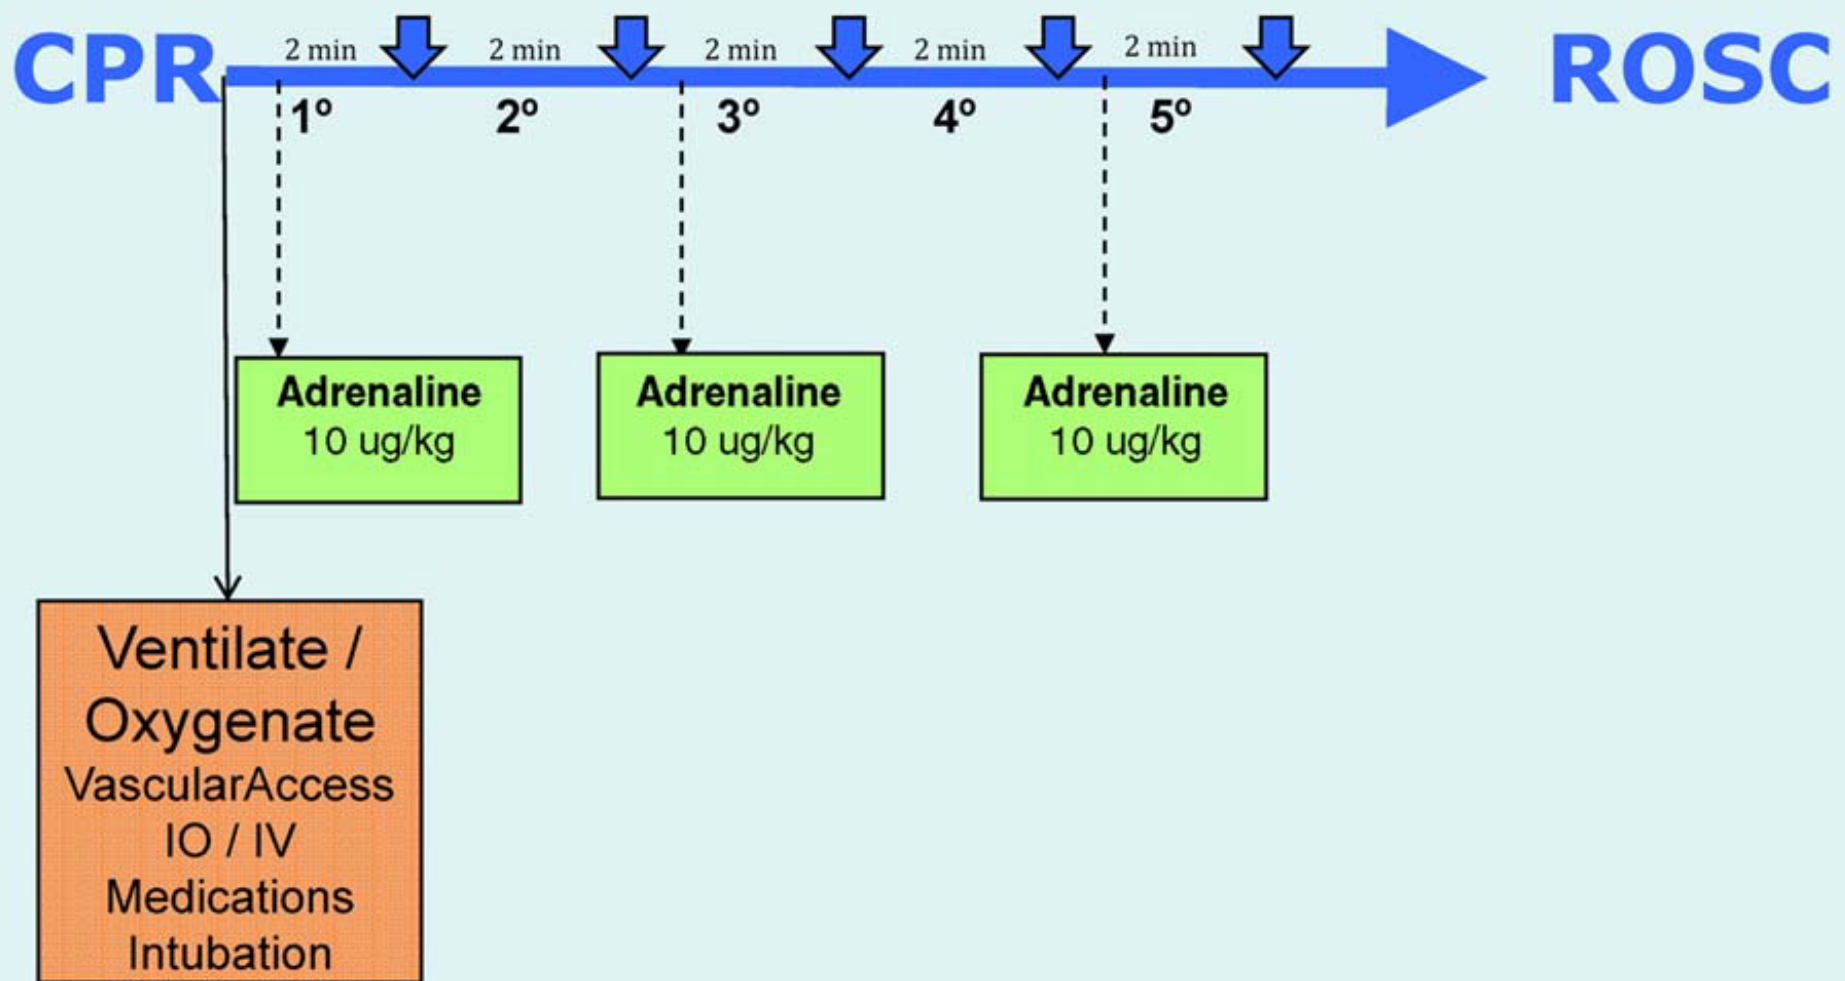 CPR 2 min 2 min 2 min 2 min 2 min ROSC
1º 2º 3º 4º 5º
Adrenaline
10 ug/kg
Adrenaline
10 ug/kg
Adrenaline
10 ug/kg
Ventilate /
Oxygenate
VascularAccess
IO / IV
Medications
Intubation